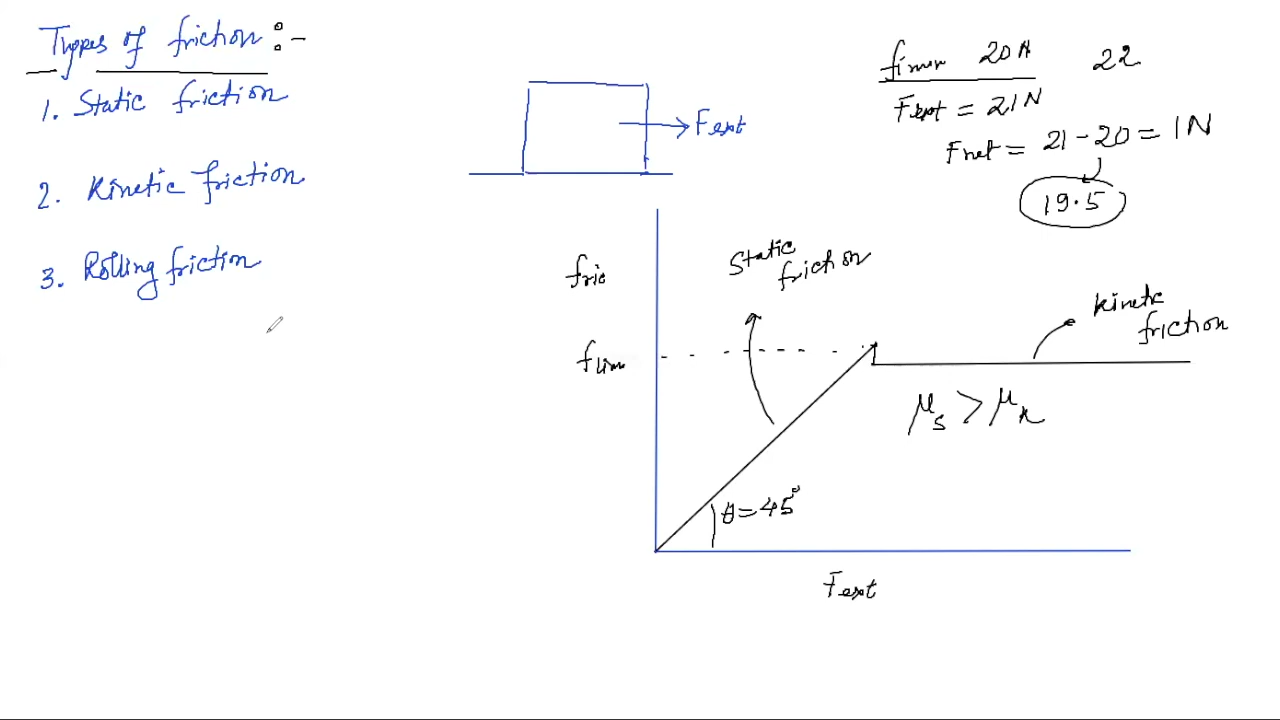 Types of friction :-
1. Static friction
2. Kinetic friction
3. Rolling friction
Fext
20N 22
Fext = 21N
Fnet = 21 - 20 = 1N
19.5
fric
Static
friction
flim
kinetic
friction
μs > μk
θ = 45°
Fext